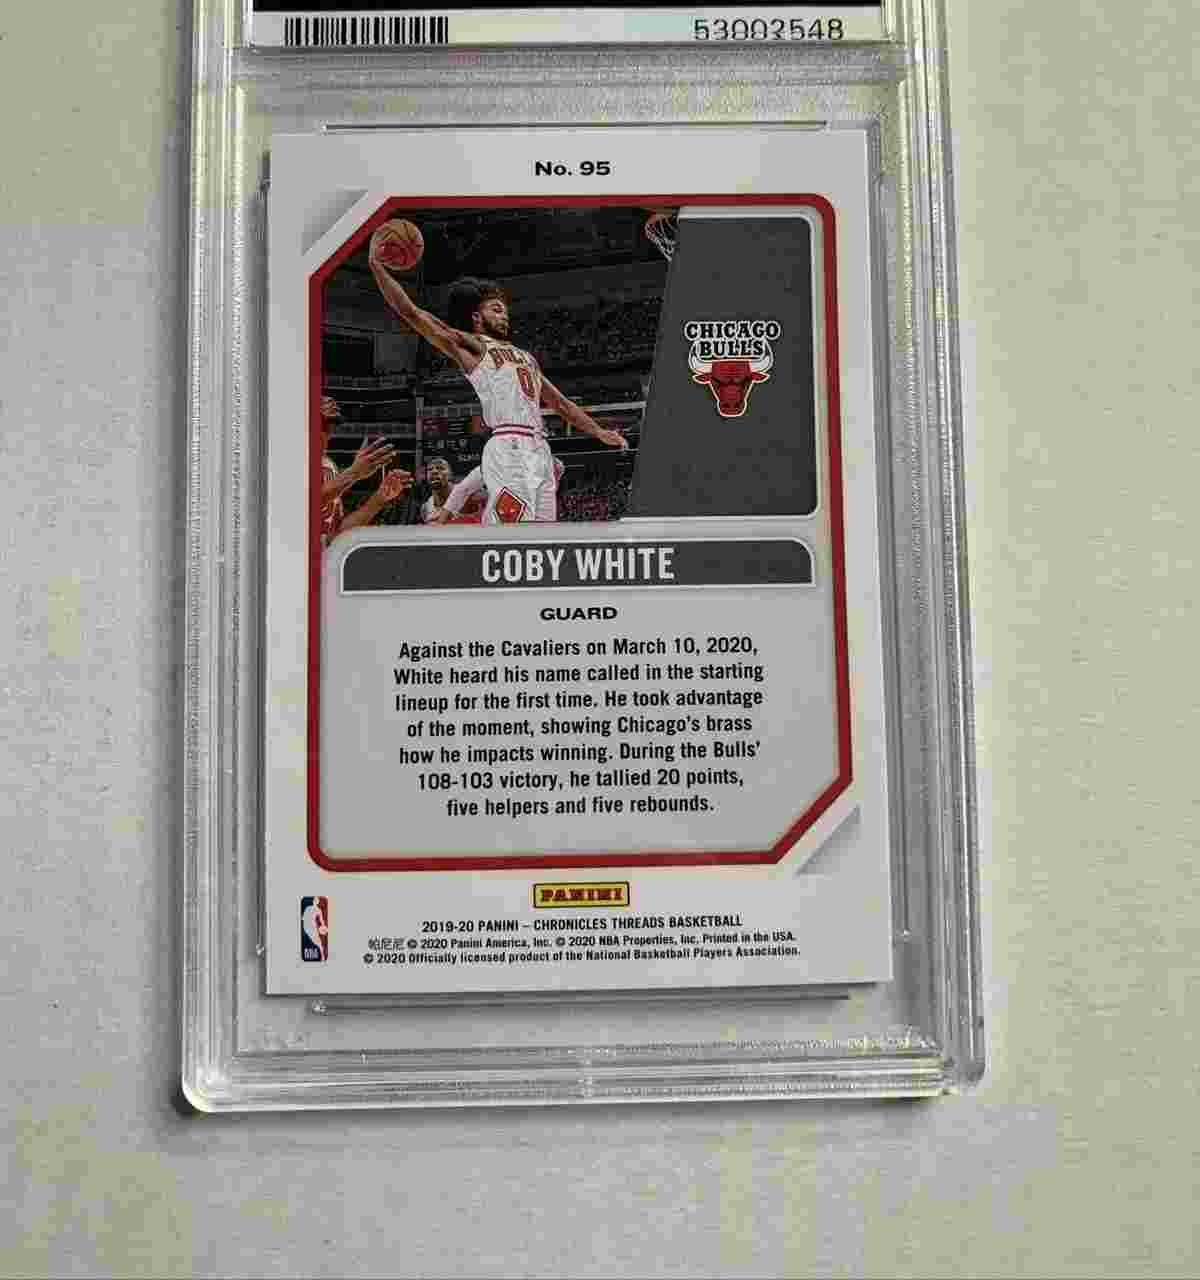 53002548
No. 95
BULLS
0
CHICAGO
BULLS
COBY WHITE
GUARD
Against the Cavaliers on March 10, 2020,
White heard his name called in the starting
lineup for the first time. He took advantage
of the moment, showing Chicago's brass
how he impacts winning. During the Bulls'
108-103 victory, he tallied 20 points,
five helpers and five rebounds.
PANINI
2019-20 PANINI – CHRONICLES THREADS BASKETBALL
帕尼尼 © 2020 Panini America, Inc. © 2020 NBA Properties, Inc. Printed in the USA.
© 2020 Officially licensed product of the National Basketball Players Association.
NBA